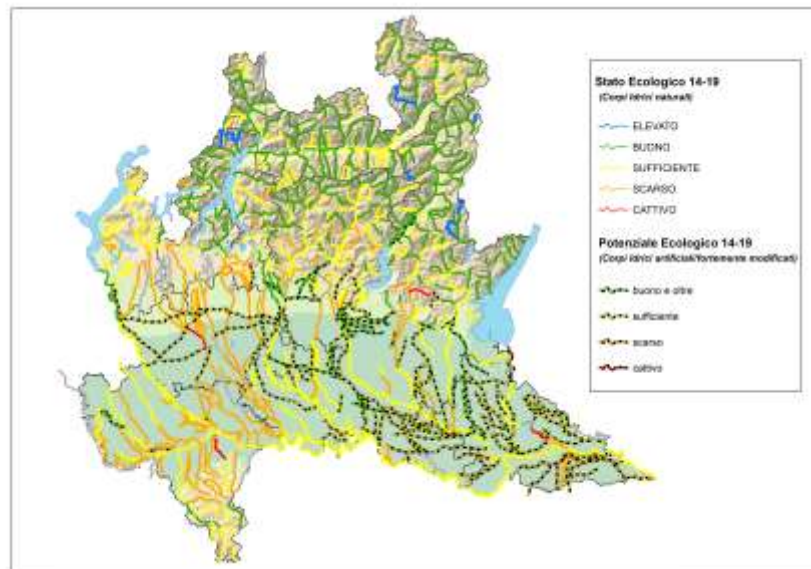 Stato Ecologico 14-19
(Corpi Idrici naturali)
ELEVATO
BUONO
SUFFICIENTE
SCARSO
CATTIVO
Potenziale Ecologico 14-19
(Corpi Idrici artificiali/fortemente modificati)
buono e oltre
sufficiente
scarso
cattivo